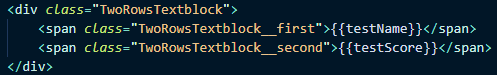 <div class="TwoRowsTextblock">
<span class="TwoRowsTextblock__first">{{testName}}</span>
<span class="TwoRowsTextblock__second">{{testScore}}</span>
</div>